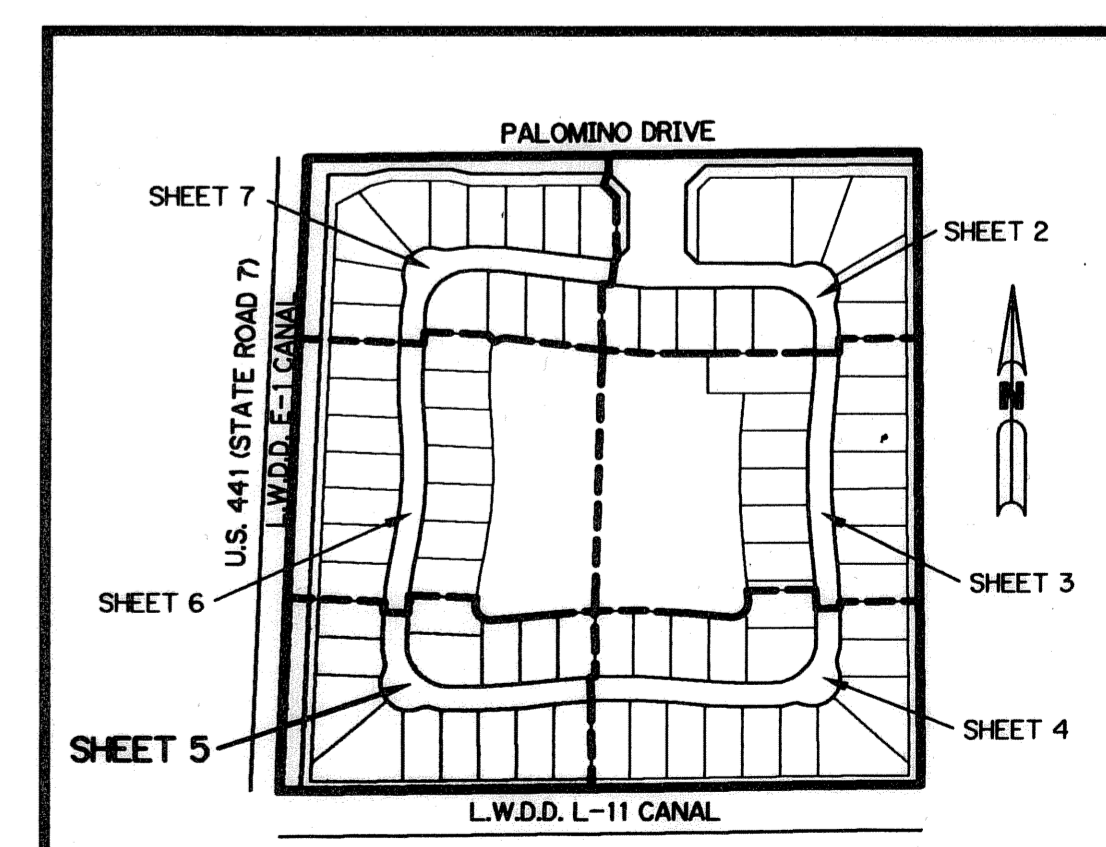 PALOMINO DRIVE
SHEET 7
SHEET 2
U.S. 441 (STATE ROAD 7)
L.W.D.D. E-1 CANAL
N
SHEET 6
SHEET 3
SHEET 5
SHEET 4
L.W.D.D. L-11 CANAL